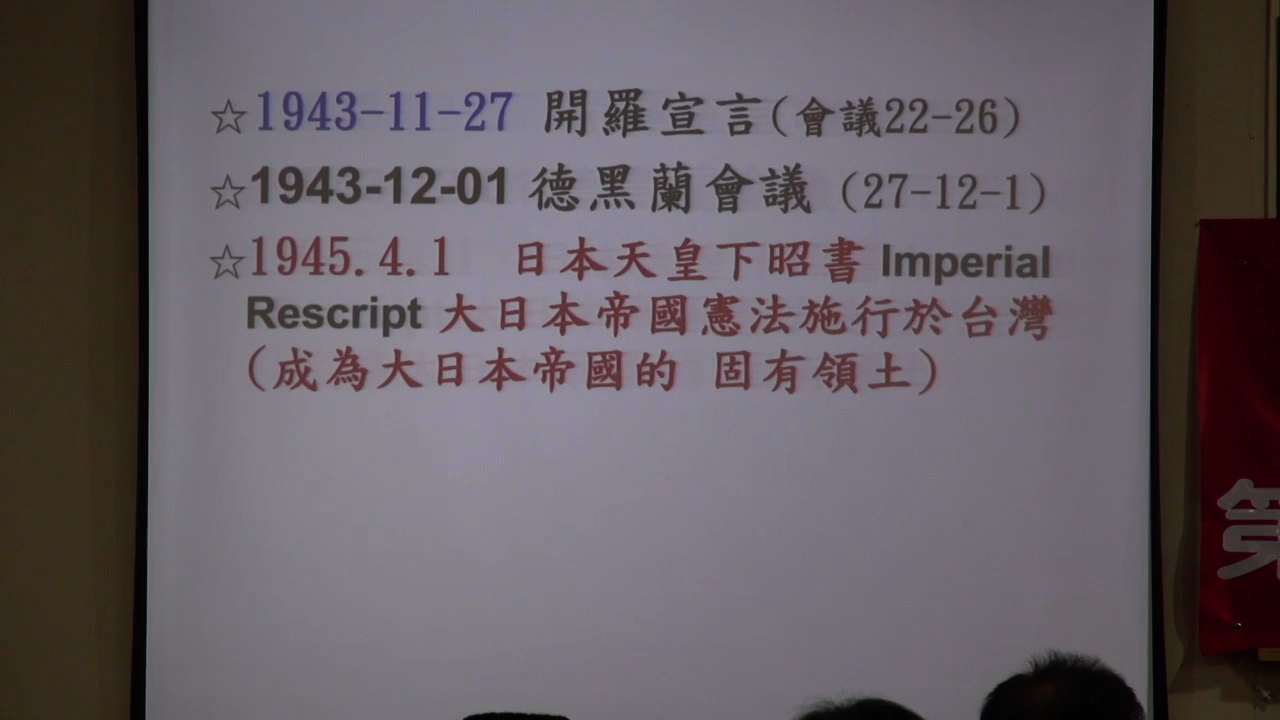 ☆1943-11-27 開羅宣言(會議22-26)
☆1943-12-01 德黑蘭會議 (27-12-1)
☆1945.4.1 日本天皇下昭書 Imperial
Rescript 大日本帝國憲法施行於台灣
(成為大日本帝國的 固有領土)
第